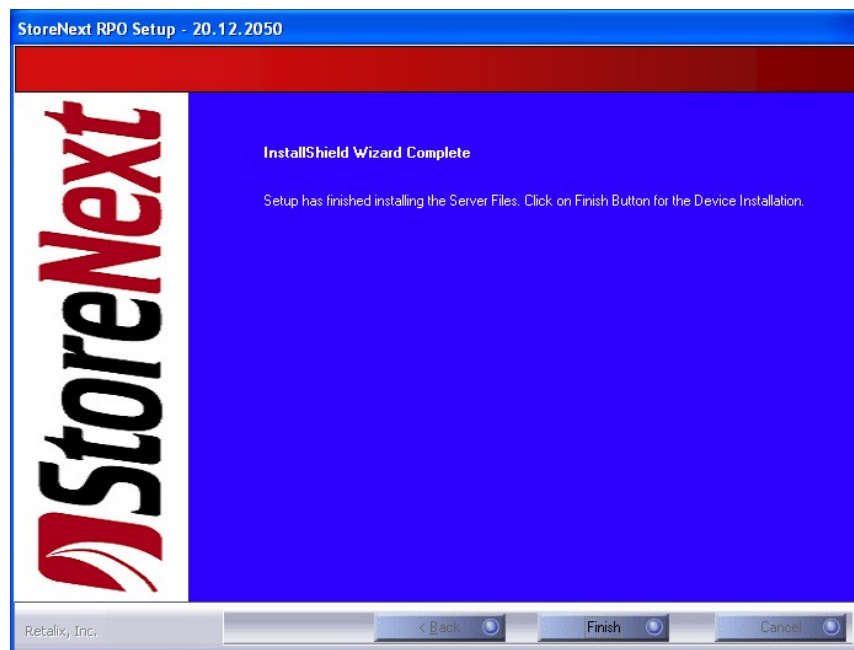 StoreNext RPO Setup - 20.12.2050
StoreNext
InstallShield Wizard Complete
Setup has finished installing the Server Files. Click on Finish Button for the Device Installation.
Retalix, Inc.
< Back
Finish
Cancel